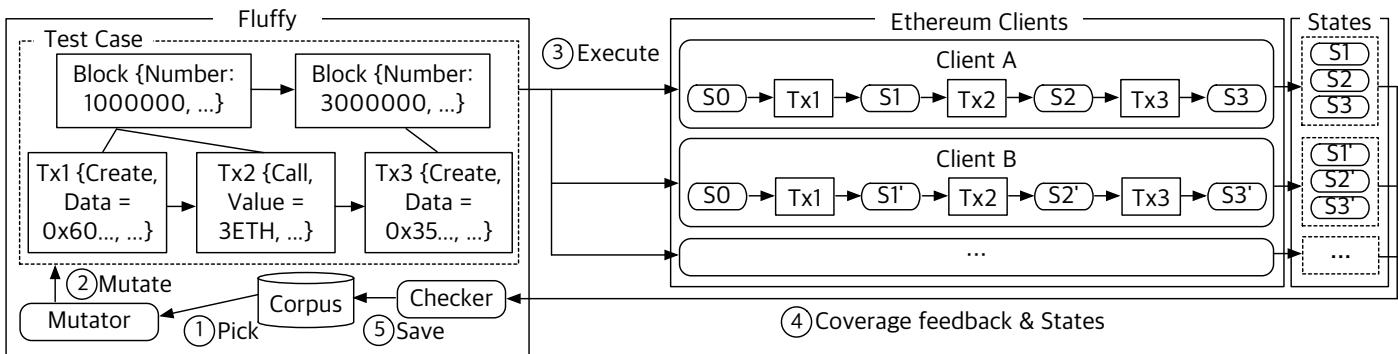 Fluffy
Test Case
Block {Number:
1000000, ...}
Block {Number:
3000000, ...}
Tx1 {Create,
Data =
0x60..., ...}
Tx2 {Call,
Value =
3ETH, ...}
Tx3 {Create,
Data =
0x35..., ...}
② Mutate
Mutator
① Pick
Corpus
⑤ Save
Checker
③ Execute
Ethereum Clients
Client A
S0 Tx1 S1 Tx2 S2 Tx3 S3
Client B
S0 Tx1 S1' Tx2 S2' Tx3 S3'
...
States
S1
S2
S3
S1'
S2'
S3'
...
④ Coverage feedback & States